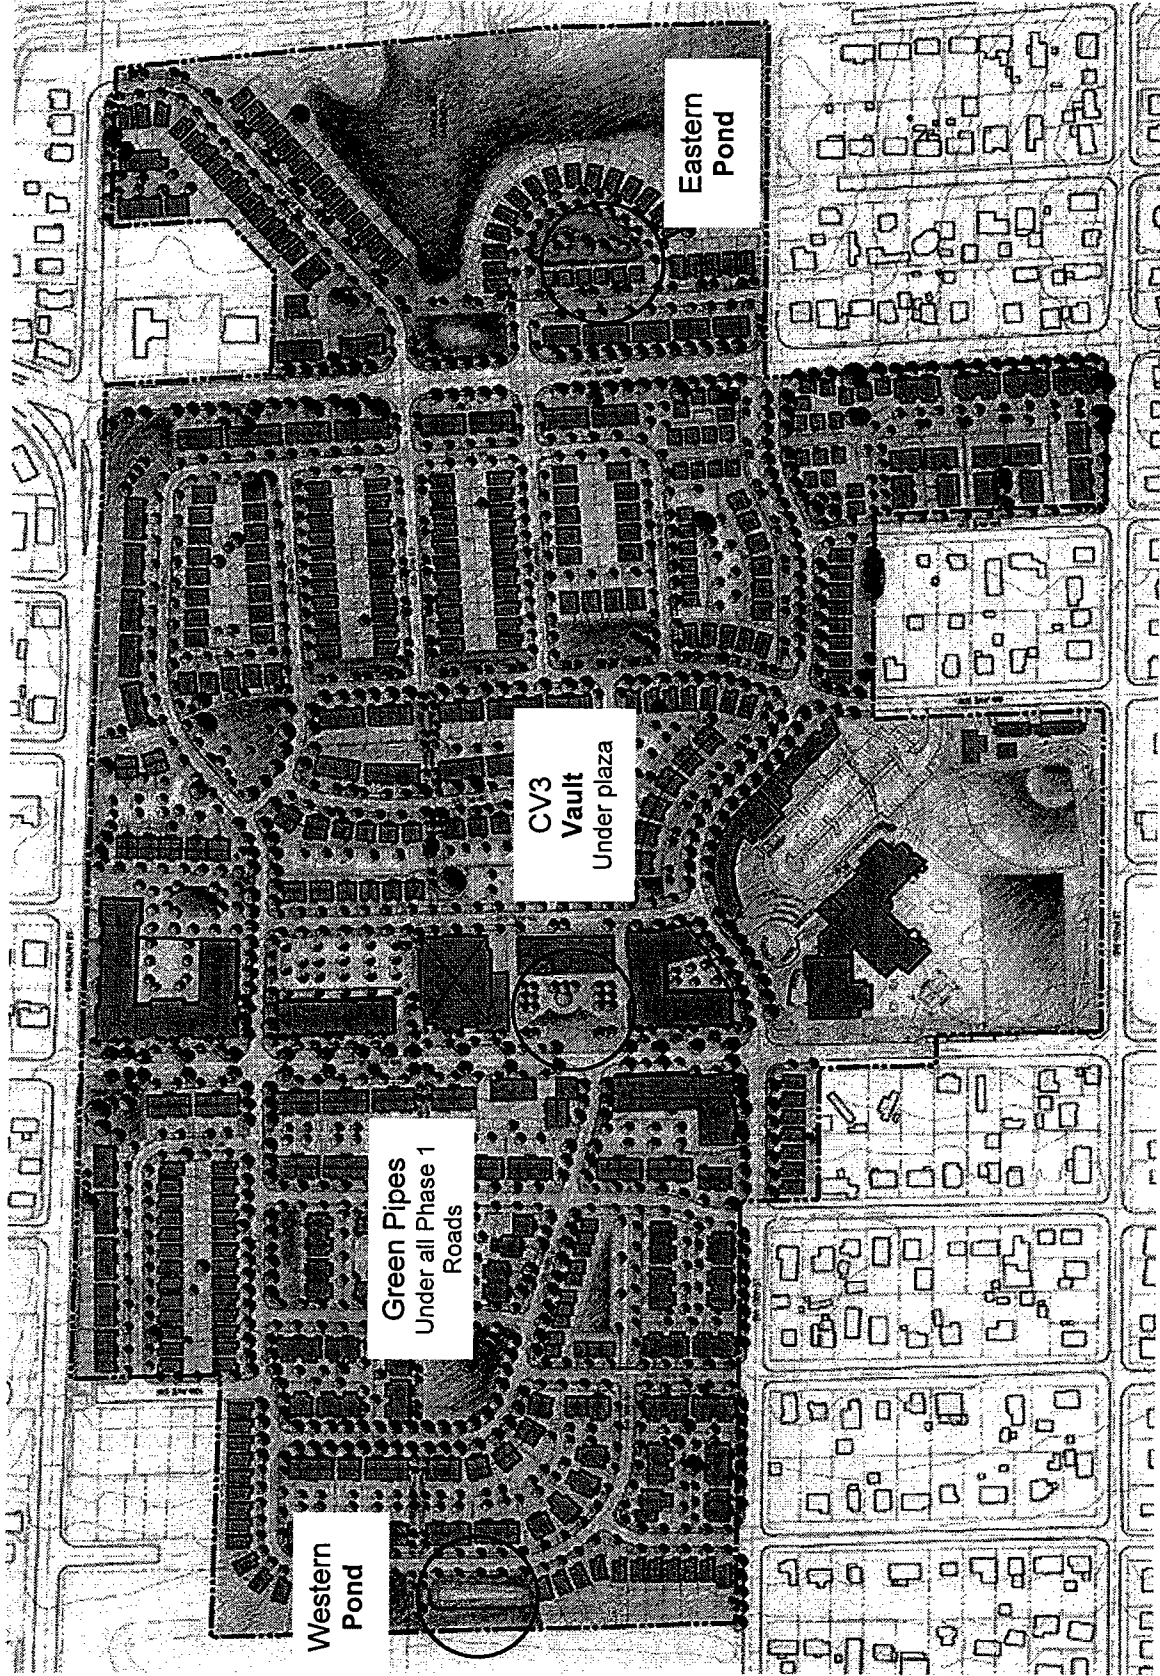 Western
Pond
Green Pipes
Under all Phase 1
Roads
CV3
Vault
Under plaza
Eastern
Pond